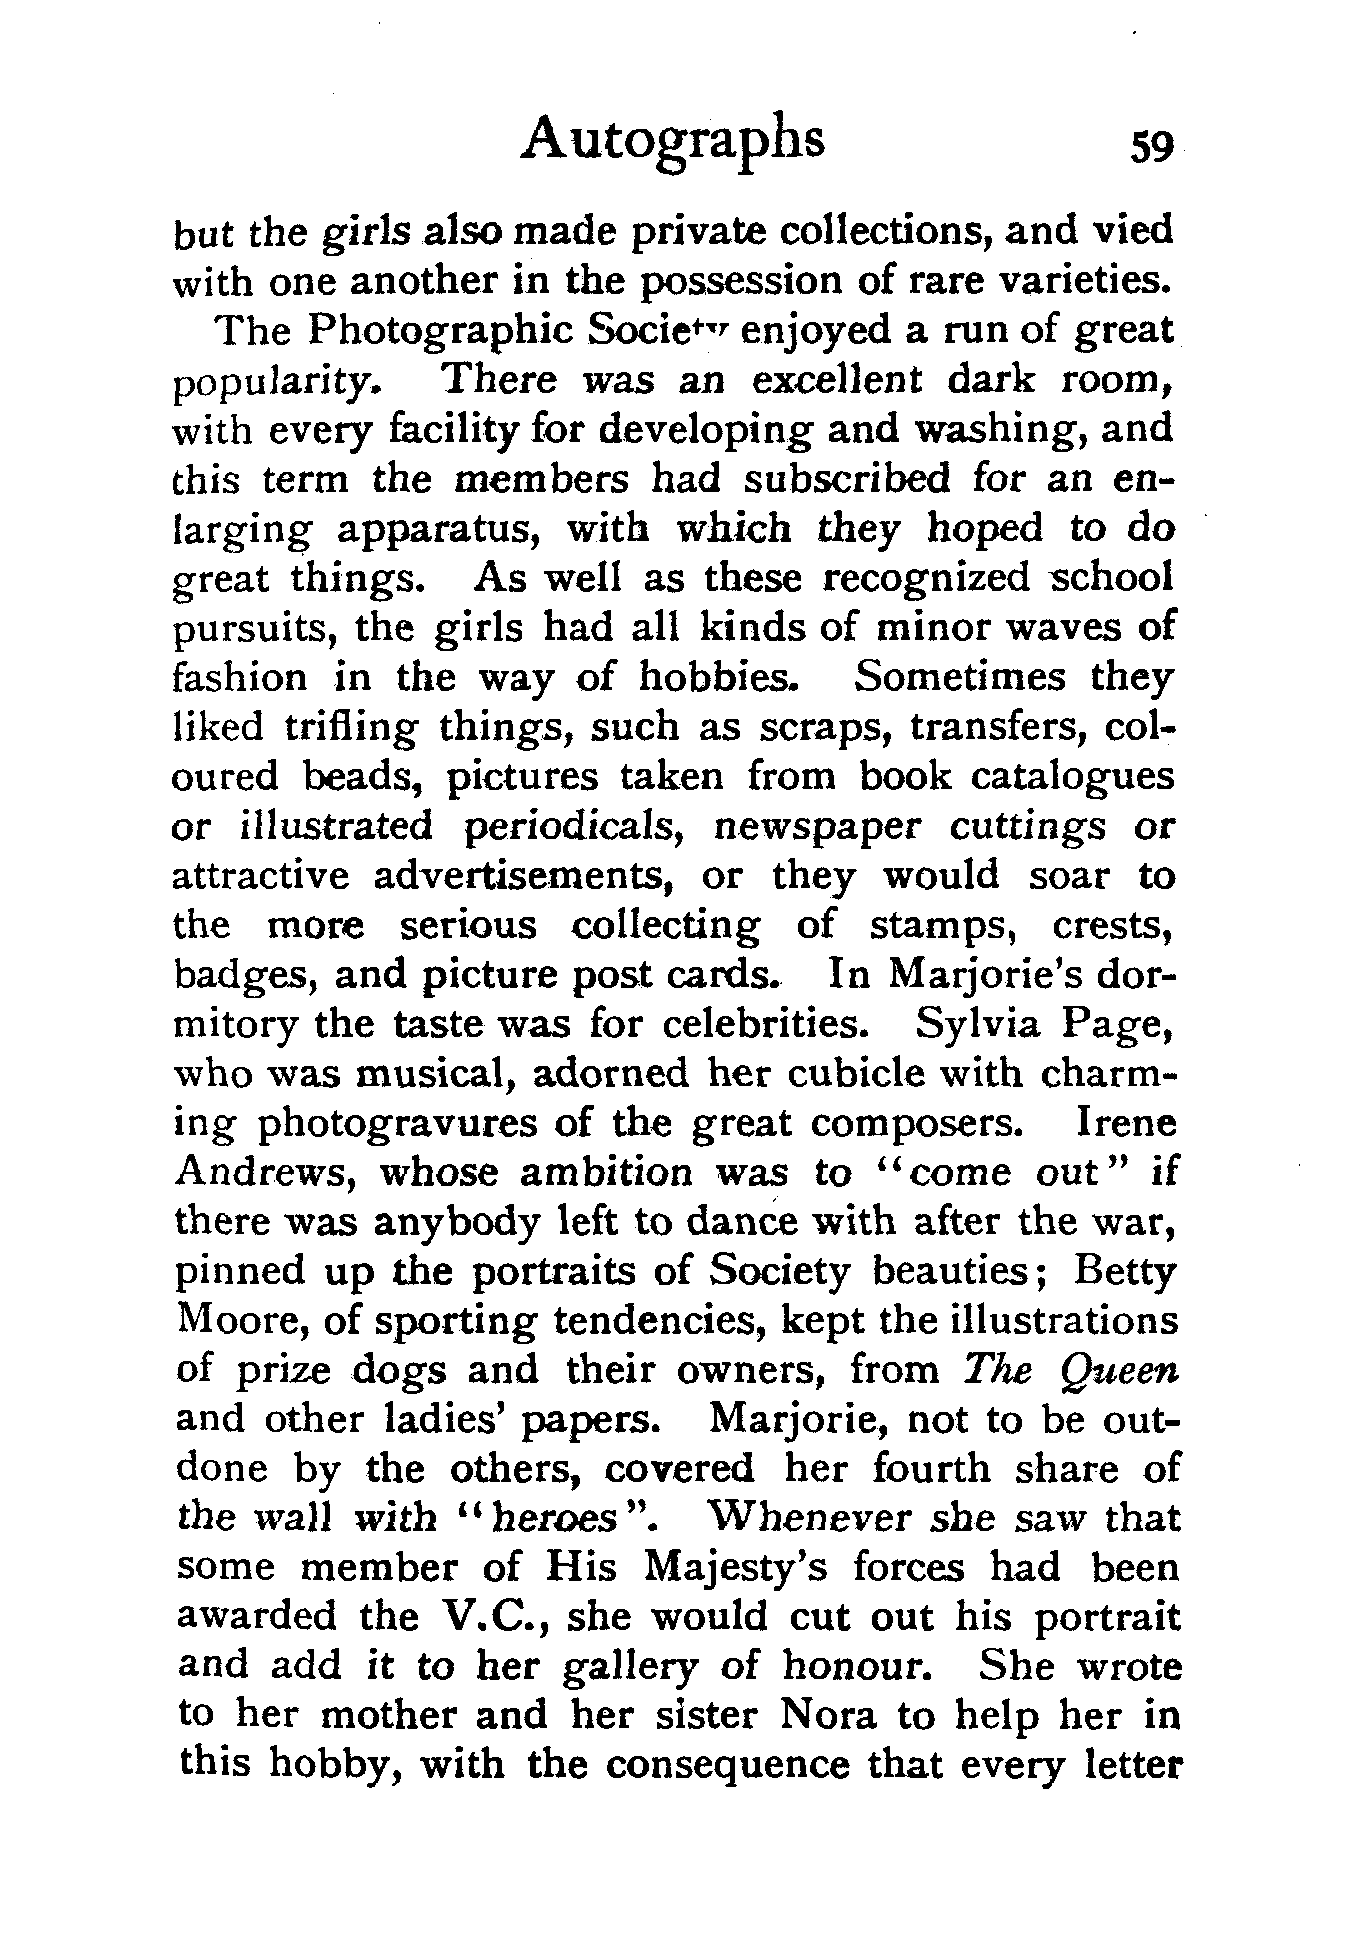 Autographs 59
but the girls also made private collections, and vied
with one another in the possession of rare varieties.
The Photographic Society enjoyed a run of great
popularity. There was an excellent dark room,
with every facility for developing and washing, and
this term the members had subscribed for an en-
larging apparatus, with which they hoped to do
great things. As well as these recognized school
pursuits, the girls had all kinds of minor waves of
fashion in the way of hobbies. Sometimes they
liked trifling things, such as scraps, transfers, col-
oured beads, pictures taken from book catalogues
or illustrated periodicals, newspaper cuttings or
attractive advertisements, or they would soar to
the more serious collecting of stamps, crests,
badges, and picture post cards. In Marjorie's dor-
mitory the taste was for celebrities. Sylvia Page,
who was musical, adorned her cubicle with charm-
ing photogravures of the great composers. Irene
Andrews, whose ambition was to "come out" if
there was anybody left to dance with after the war,
pinned up the portraits of Society beauties; Betty
Moore, of sporting tendencies, kept the illustrations
of prize dogs and their owners, from The Queen
and other ladies' papers. Marjorie, not to be out-
done by the others, covered her fourth share of
the wall with "heroes". Whenever she saw that
some member of His Majesty's forces had been
awarded the V.C., she would cut out his portrait
and add it to her gallery of honour. She wrote
to her mother and her sister Nora to help her in
this hobby, with the consequence that every letter